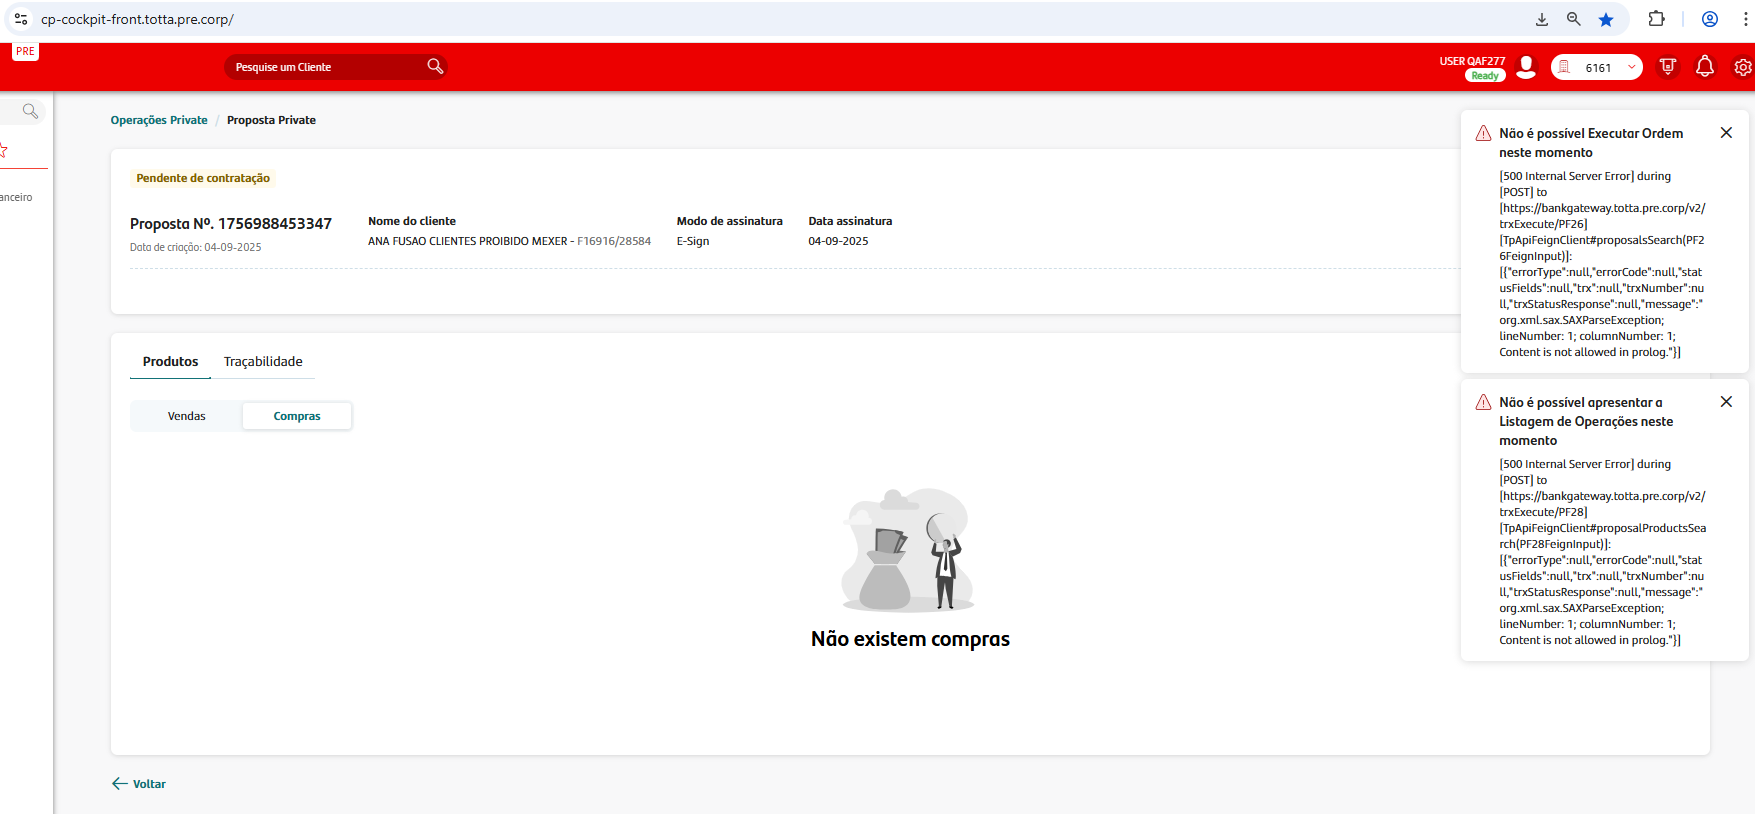 cp-cockpit-front.totta.pre.corp/
PRE
Pesquise um Cliente
USER QAF277
Ready
6161
anceiro
Operações Private / Proposta Private
Pendente de contratação
Proposta Nº. 1756988453347
Data de criação: 04-09-2025
Nome do cliente
ANA FUSAO CLIENTES PROIBIDO MEXER - F16916/28584
Modo de assinatura
E-Sign
Data assinatura
04-09-2025
Produtos
Traçabilidade
Vendas
Compras
Não existem compras
Voltar
Não é possível Executar Ordem
neste momento
[500 Internal Server Error] during
[POST] to
[https://bankgateway.totta.pre.corp/v2/
trxExecute/PF26]
[TpApiFeignClient#proposalsSearch(PF2
6FeignInput)]:
[{"errorType":null,"errorCode":null,"stat
usFields":null,"trx":null,"trxNumber":nu
ll,"trxStatusResponse":null,"message":"
org.xml.sax.SAXParseException;
lineNumber: 1; columnNumber: 1;
Content is not allowed in prolog."}]
Não é possível apresentar a
Listagem de Operações neste
momento
[500 Internal Server Error] during
[POST] to
[https://bankgateway.totta.pre.corp/v2/
trxExecute/PF28]
[TpApiFeignClient#proposalProductsSea
rch(PF28FeignInput)]:
[{"errorType":null,"errorCode":null,"stat
usFields":null,"trx":null,"trxNumber":nu
ll,"trxStatusResponse":null,"message":"
org.xml.sax.SAXParseException;
lineNumber: 1; columnNumber: 1;
Content is not allowed in prolog."}]